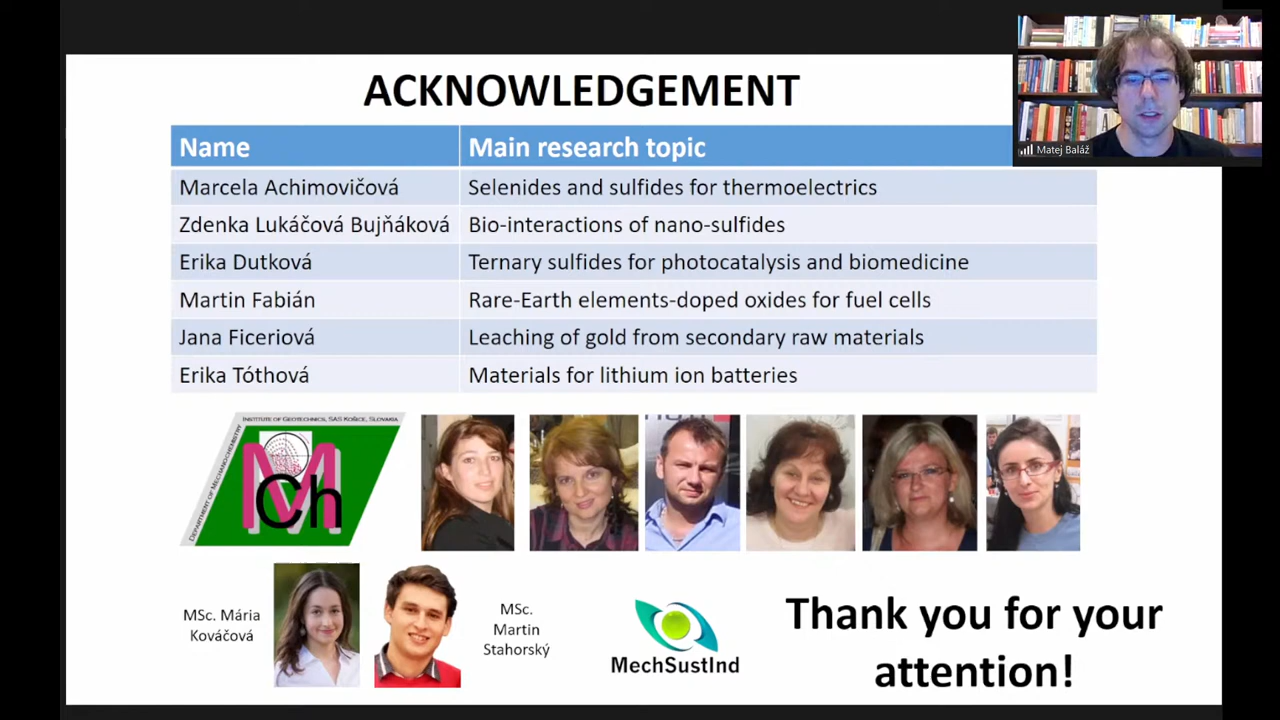 ACKNOWLEDGEMENT
Matej Baláž
Name Main research topic
Marcela Achimovičová Selenides and sulfides for thermoelectrics
Zdenka Lukáčová Bujňáková Bio-interactions of nano-sulfides
Erika Dutková Ternary sulfides for photocatalysis and biomedicine
Martin Fabián Rare-Earth elements-doped oxides for fuel cells
Jana Ficeriová Leaching of gold from secondary raw materials
Erika Tóthová Materials for lithium ion batteries
INSTITUTE OF GEOTECHNICS, SAS KOŠICE, SLOVAKIA
DEPARTMENT OF MECHANOCHEMISTRY
MCh
MSc. Mária
Kováčová
MSc.
Martin
Stahorský
MechSustInd
Thank you for your
attention!